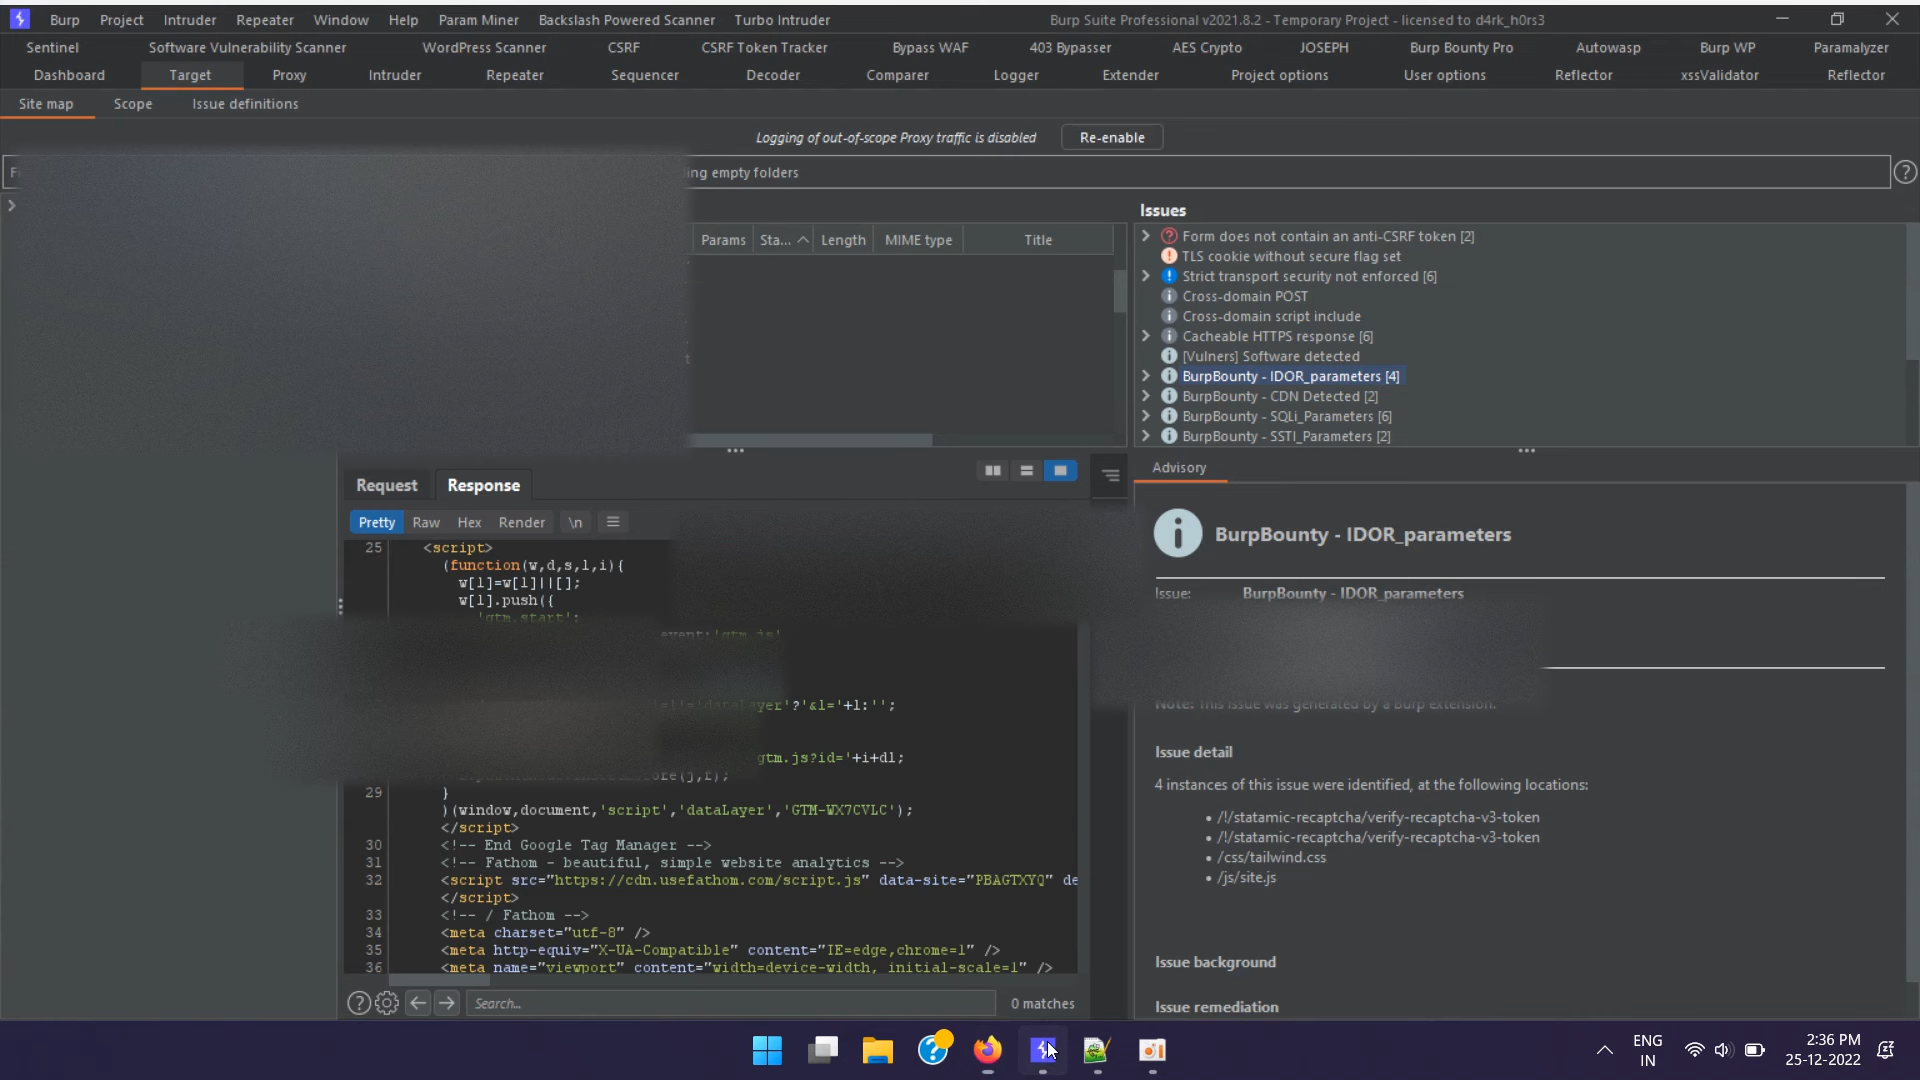 Burp Project Intruder Repeater Window Help Param Miner Backslash Powered Scanner Turbo Intruder Burp Suite Professional v2021.8.2 - Temporary Project - licensed to d4rk_h0rs3
Sentinel Software Vulnerability Scanner WordPress Scanner CSRF CSRF Token Tracker Bypass WAF 403 Bypasser AES Crypto JOSEPH Burp Bounty Pro Autowasp Burp WP Paramalyzer
Dashboard Target Proxy Intruder Repeater Sequencer Decoder Comparer Logger Extender Project options User options Reflector xssValidator Reflector
Site map Scope Issue definitions
Logging of out-of-scope Proxy traffic is disabled Re-enable
ing empty folders ?
Params Sta... Length MIME type Title
Issues
Form does not contain an anti-CSRF token [2]
TLS cookie without secure flag set
Strict transport security not enforced [6]
Cross-domain POST
Cross-domain script include
Cacheable HTTPS response [6]
[Vulners] Software detected
BurpBounty - IDOR_parameters [4]
BurpBounty - CDN Detected [2]
BurpBounty - SQLi_Parameters [6]
BurpBounty - SSTI_Parameters [2]
Request Response
Pretty Raw Hex Render \n
25 <script>
(function(w,d,s,l,i){
w[l]=w[l]||[];
w[l].push({
'gtm.start':
event:'gtm.js'
'dataLayer'?'&l='+l:'';
gtm.js?id='+i+dl;
(j,f);
29 }
)(window,document,'script','dataLayer','GTM-WX7CVLC');
</script>
30 <!-- End Google Tag Manager -->
31 <!-- Fathom - beautiful, simple website analytics -->
32 <script src="https://cdn.usefathom.com/script.js" data-site="PBAGTXYQ" de
</script>
33 <!-- / Fathom -->
34 <meta charset="utf-8" />
35 <meta http-equiv="X-UA-Compatible" content="IE=edge,chrome=1" />
36 <meta name="viewport" content="width=device-width, initial-scale=1" />
? Search... 0 matches
Advisory
BurpBounty - IDOR_parameters
Issue: BurpBounty - IDOR_parameters
Note: This issue was generated by a Burp extension.
Issue detail
4 instances of this issue were identified, at the following locations:
• /!/statamic-recaptcha/verify-recaptcha-v3-token
• /!/statamic-recaptcha/verify-recaptcha-v3-token
• /css/tailwind.css
• /js/site.js
Issue background
Issue remediation
ENG
IN
2:36 PM
25-12-2022